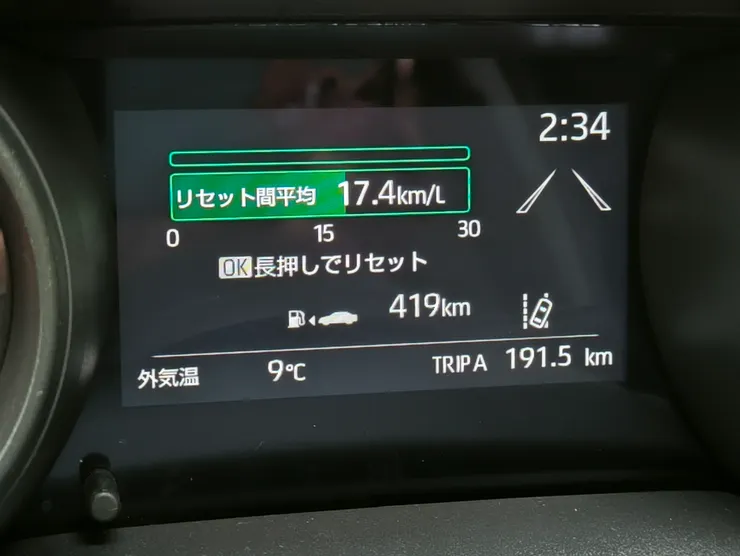 2:34
リセット間平均 17.4km/L
0 15 30
OK長押しでリセット
419km
外気温 9℃ TRIP A 191.5 km